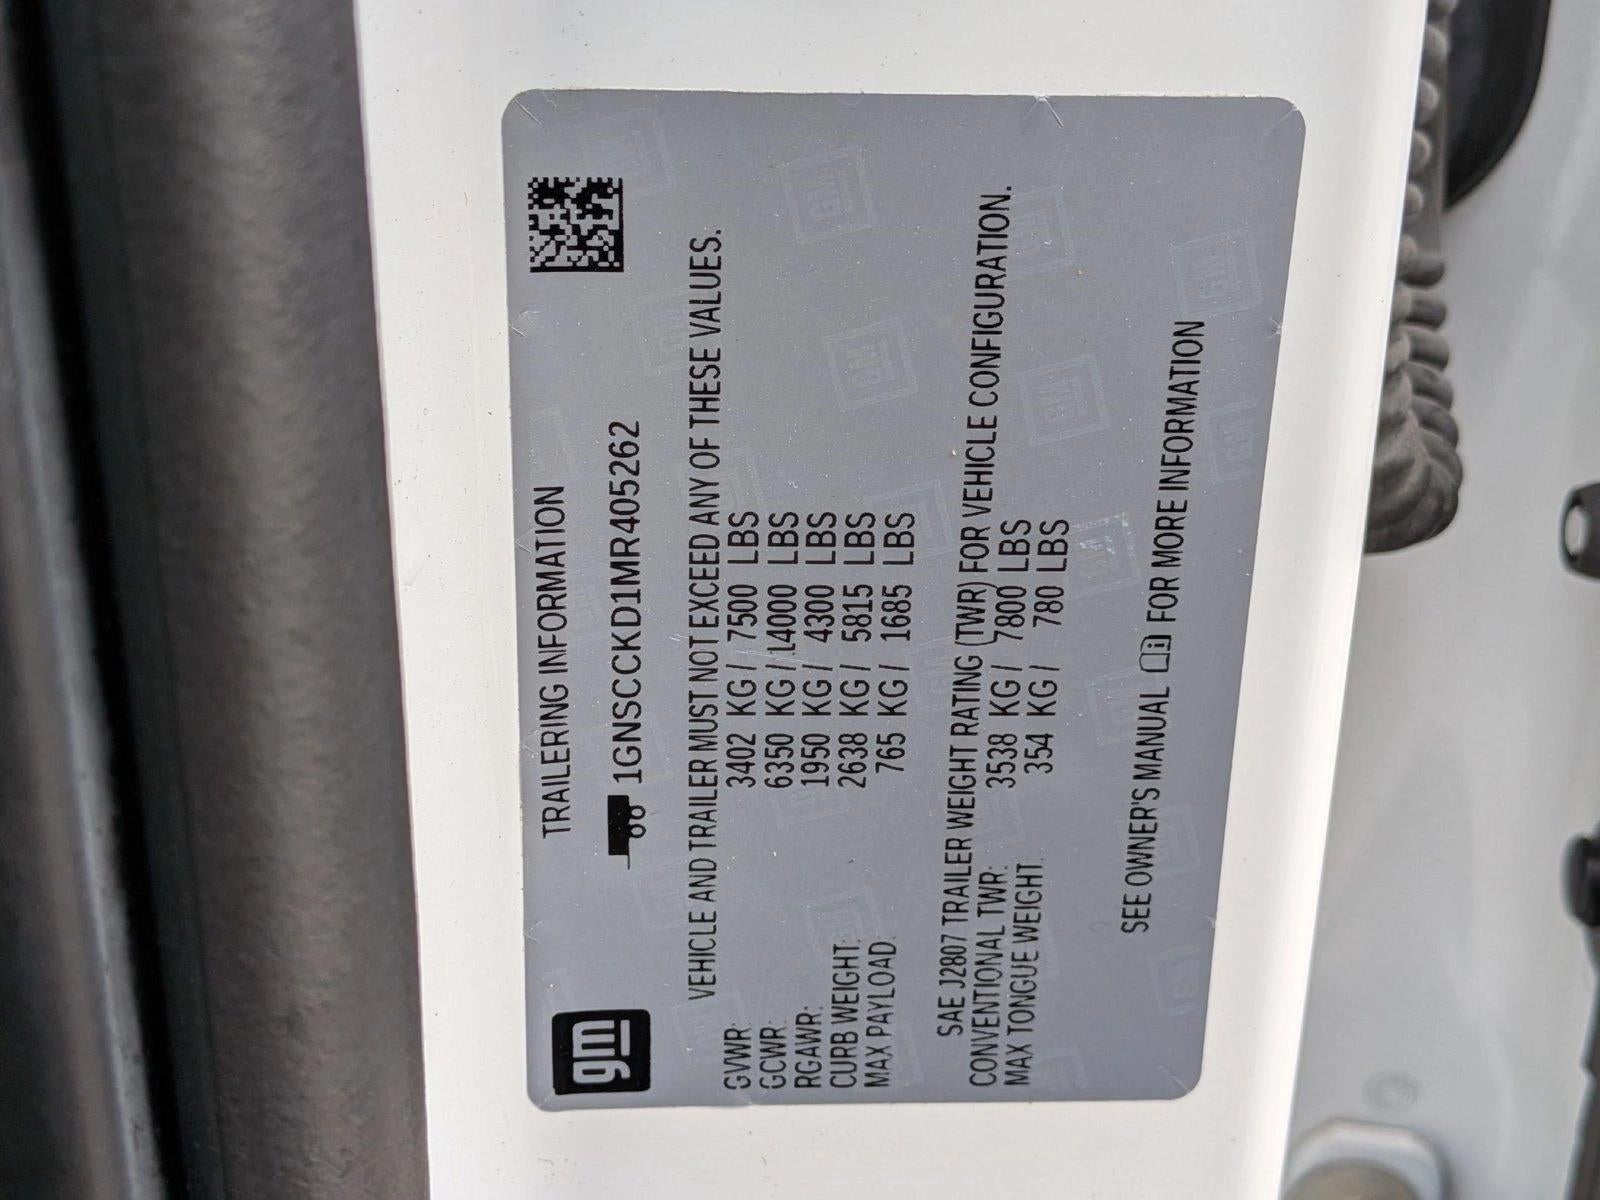 TRAILERING INFORMATION
gm
1GNSCCKD1MR405262
VEHICLE AND TRAILER MUST NOT EXCEED ANY OF THESE VALUES.
GVWR: 3402 KG / 7500 LBS
GCWR: 6350 KG / 14000 LBS
RGAWR: 1950 KG / 4300 LBS
CURB WEIGHT: 2638 KG / 5815 LBS
MAX PAYLOAD: 765 KG / 1685 LBS
SAE J2807 TRAILER WEIGHT RATING (TWR) FOR VEHICLE CONFIGURATION.
CONVENTIONAL TWR: 3538 KG / 7800 LBS
MAX TONGUE WEIGHT: 354 KG / 780 LBS
SEE OWNER'S MANUAL FOR MORE INFORMATION